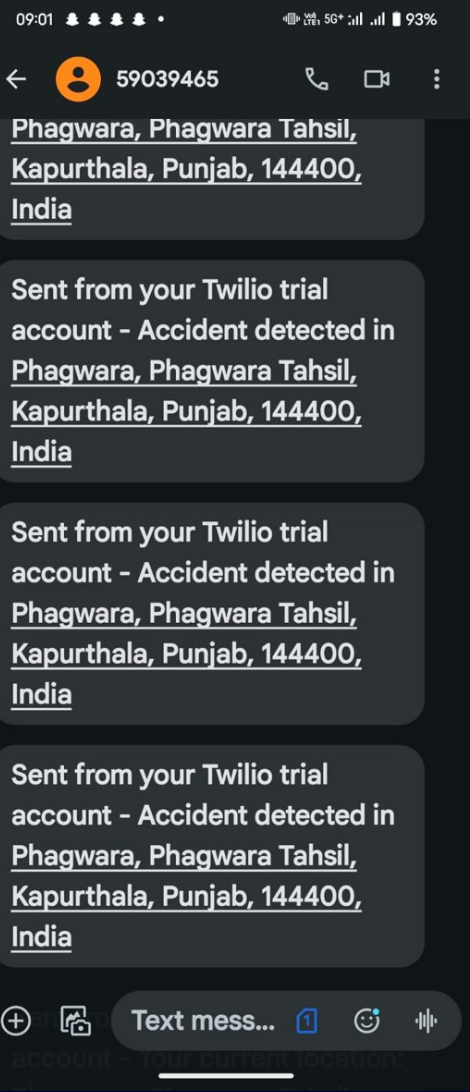 09:01 5G+ 93%
59039465
Phagwara, Phagwara Tahsil,
Kapurthala, Punjab, 144400,
India
Sent from your Twilio trial
account - Accident detected in
Phagwara, Phagwara Tahsil,
Kapurthala, Punjab, 144400,
India
Sent from your Twilio trial
account - Accident detected in
Phagwara, Phagwara Tahsil,
Kapurthala, Punjab, 144400,
India
Sent from your Twilio trial
account - Accident detected in
Phagwara, Phagwara Tahsil,
Kapurthala, Punjab, 144400,
India
Text mess... 1
account - Your current location: